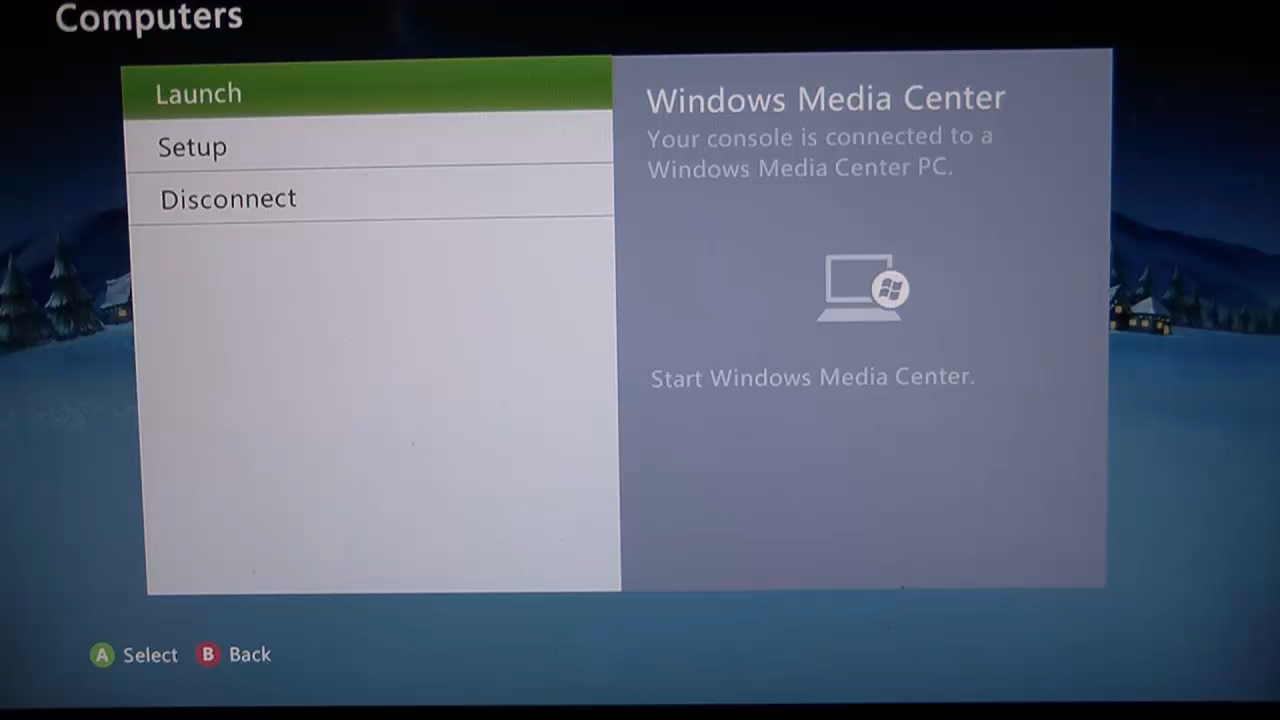 Computers
Launch
Setup
Disconnect
Windows Media Center
Your console is connected to a
Windows Media Center PC.
Start Windows Media Center.
A Select B Back